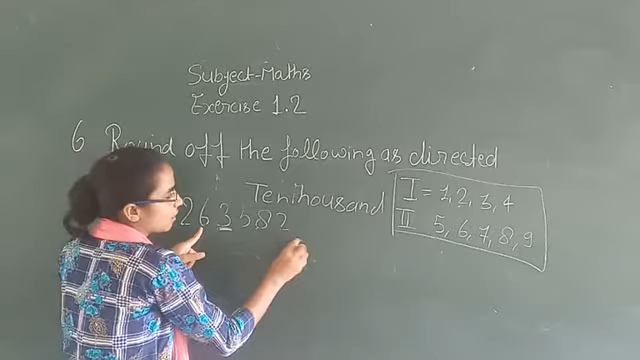 Subject-Maths
Exercise 1.2
6 Round off the following as directed
263582 Tenthousand
I = 1,2,3,4
II 5,6,7,8,9